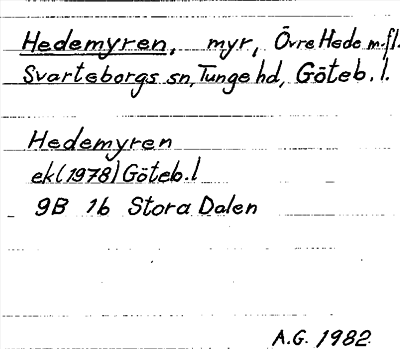 Hedemyren, myr, Övre Hede m.fl.
Svarteborgs sn, Tunge hd, Göteb. l.
Hedemyren
ek (1978) Göteb. l
9B 1b Stora Dalen
A.G. 1982.